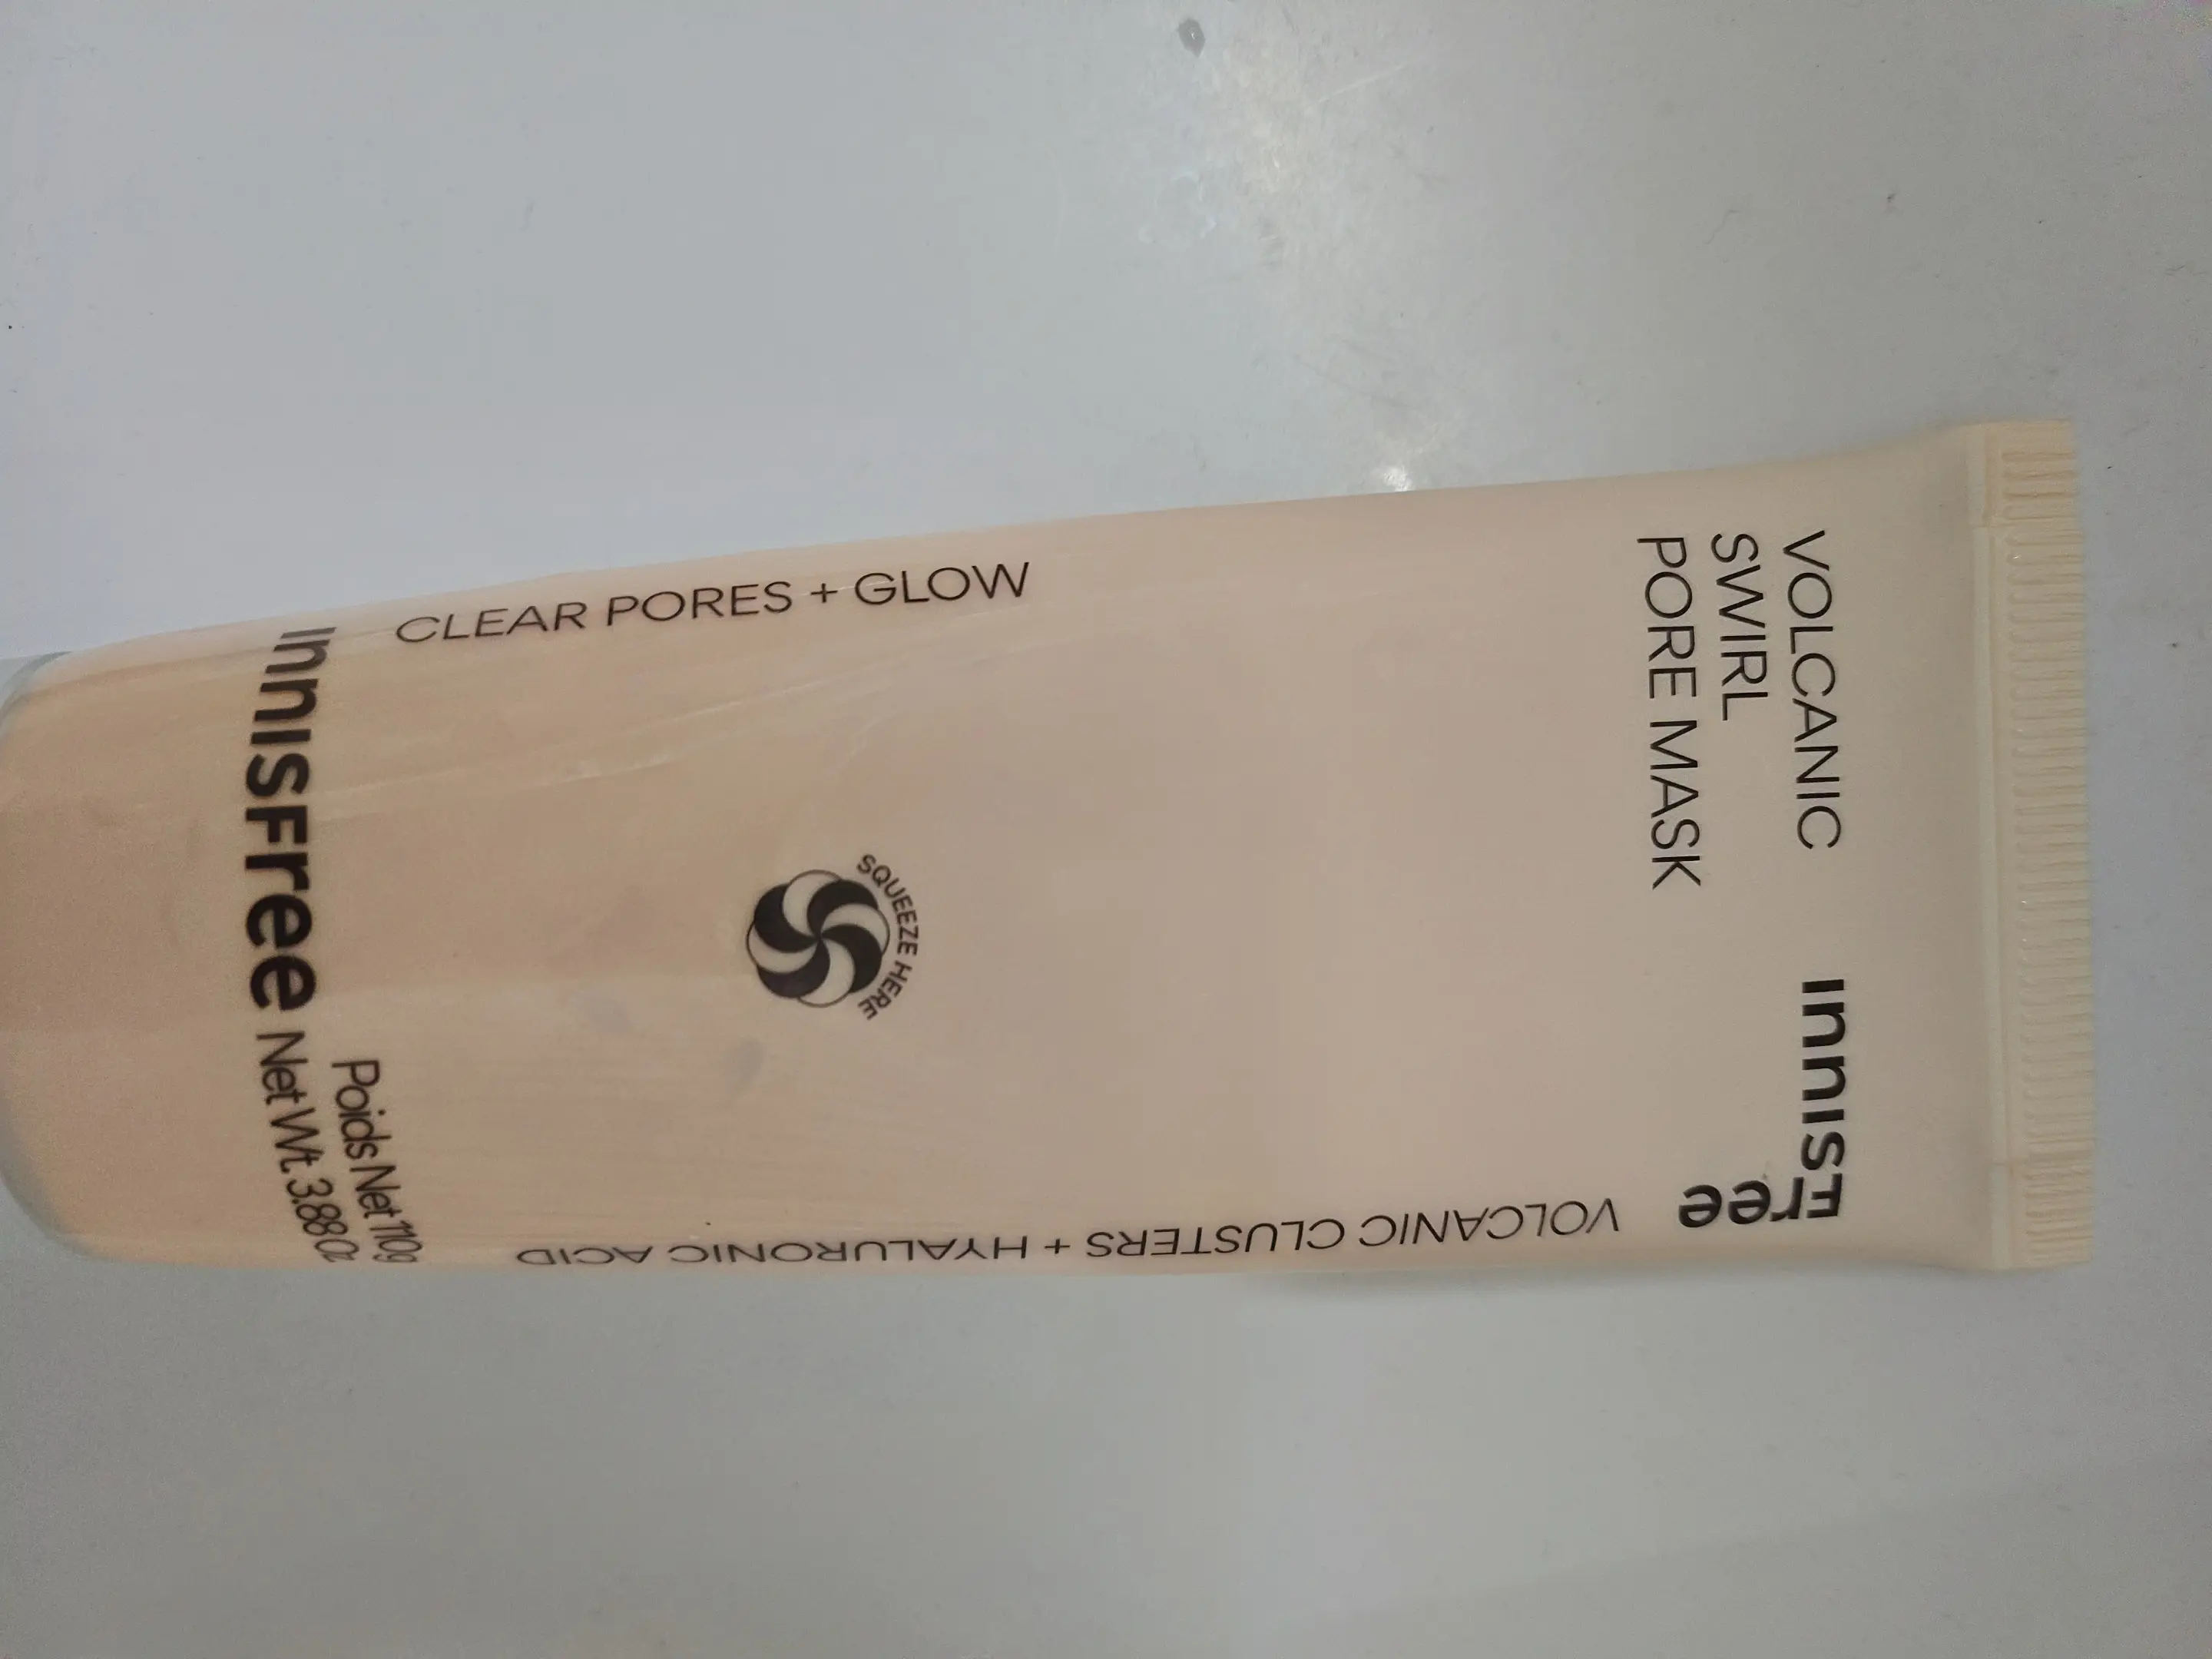 VOLCANIC
SWIRL
PORE MASK
INNISFree
VOLCANIC CLUSTERS + HYALURONIC ACID
SQUEEZE HERE
CLEAR PORES + GLOW
Poids Net 110g
INNISFree Net Wt. 3.88 Oz